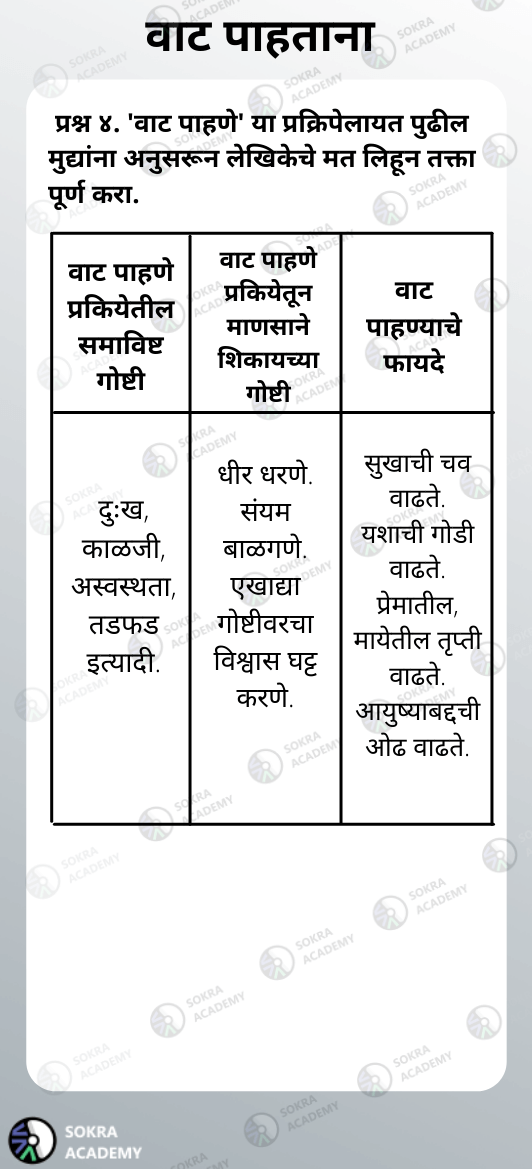 वाट पाहताना
प्रश्न ४. 'वाट पाहणे' या प्रक्रिपेलायत पुढील
मुद्यांना अनुसरून लेखिकेचे मत लिहून तक्ता
पूर्ण करा.
वाट पाहणे
प्रकियेतील
समाविष्ट
गोष्टी
वाट पाहणे
प्रकियेतून
माणसाने
शिकायच्या
गोष्टी
वाट
पाहण्याचे
फायदे
दुःख,
काळजी,
अस्वस्थता,
तडफड
इत्यादी.
धीर धरणे.
संयम
बाळगणे.
एखाद्या
गोष्टीवरचा
विश्वास घट्ट
करणे.
सुखाची चव
वाढते.
यशाची गोडी
वाढते.
प्रेमातील,
मायेतील तृप्ती
वाढते.
आयुष्याबद्दची
ओढ वाढते.
SOKRA
ACADEMY